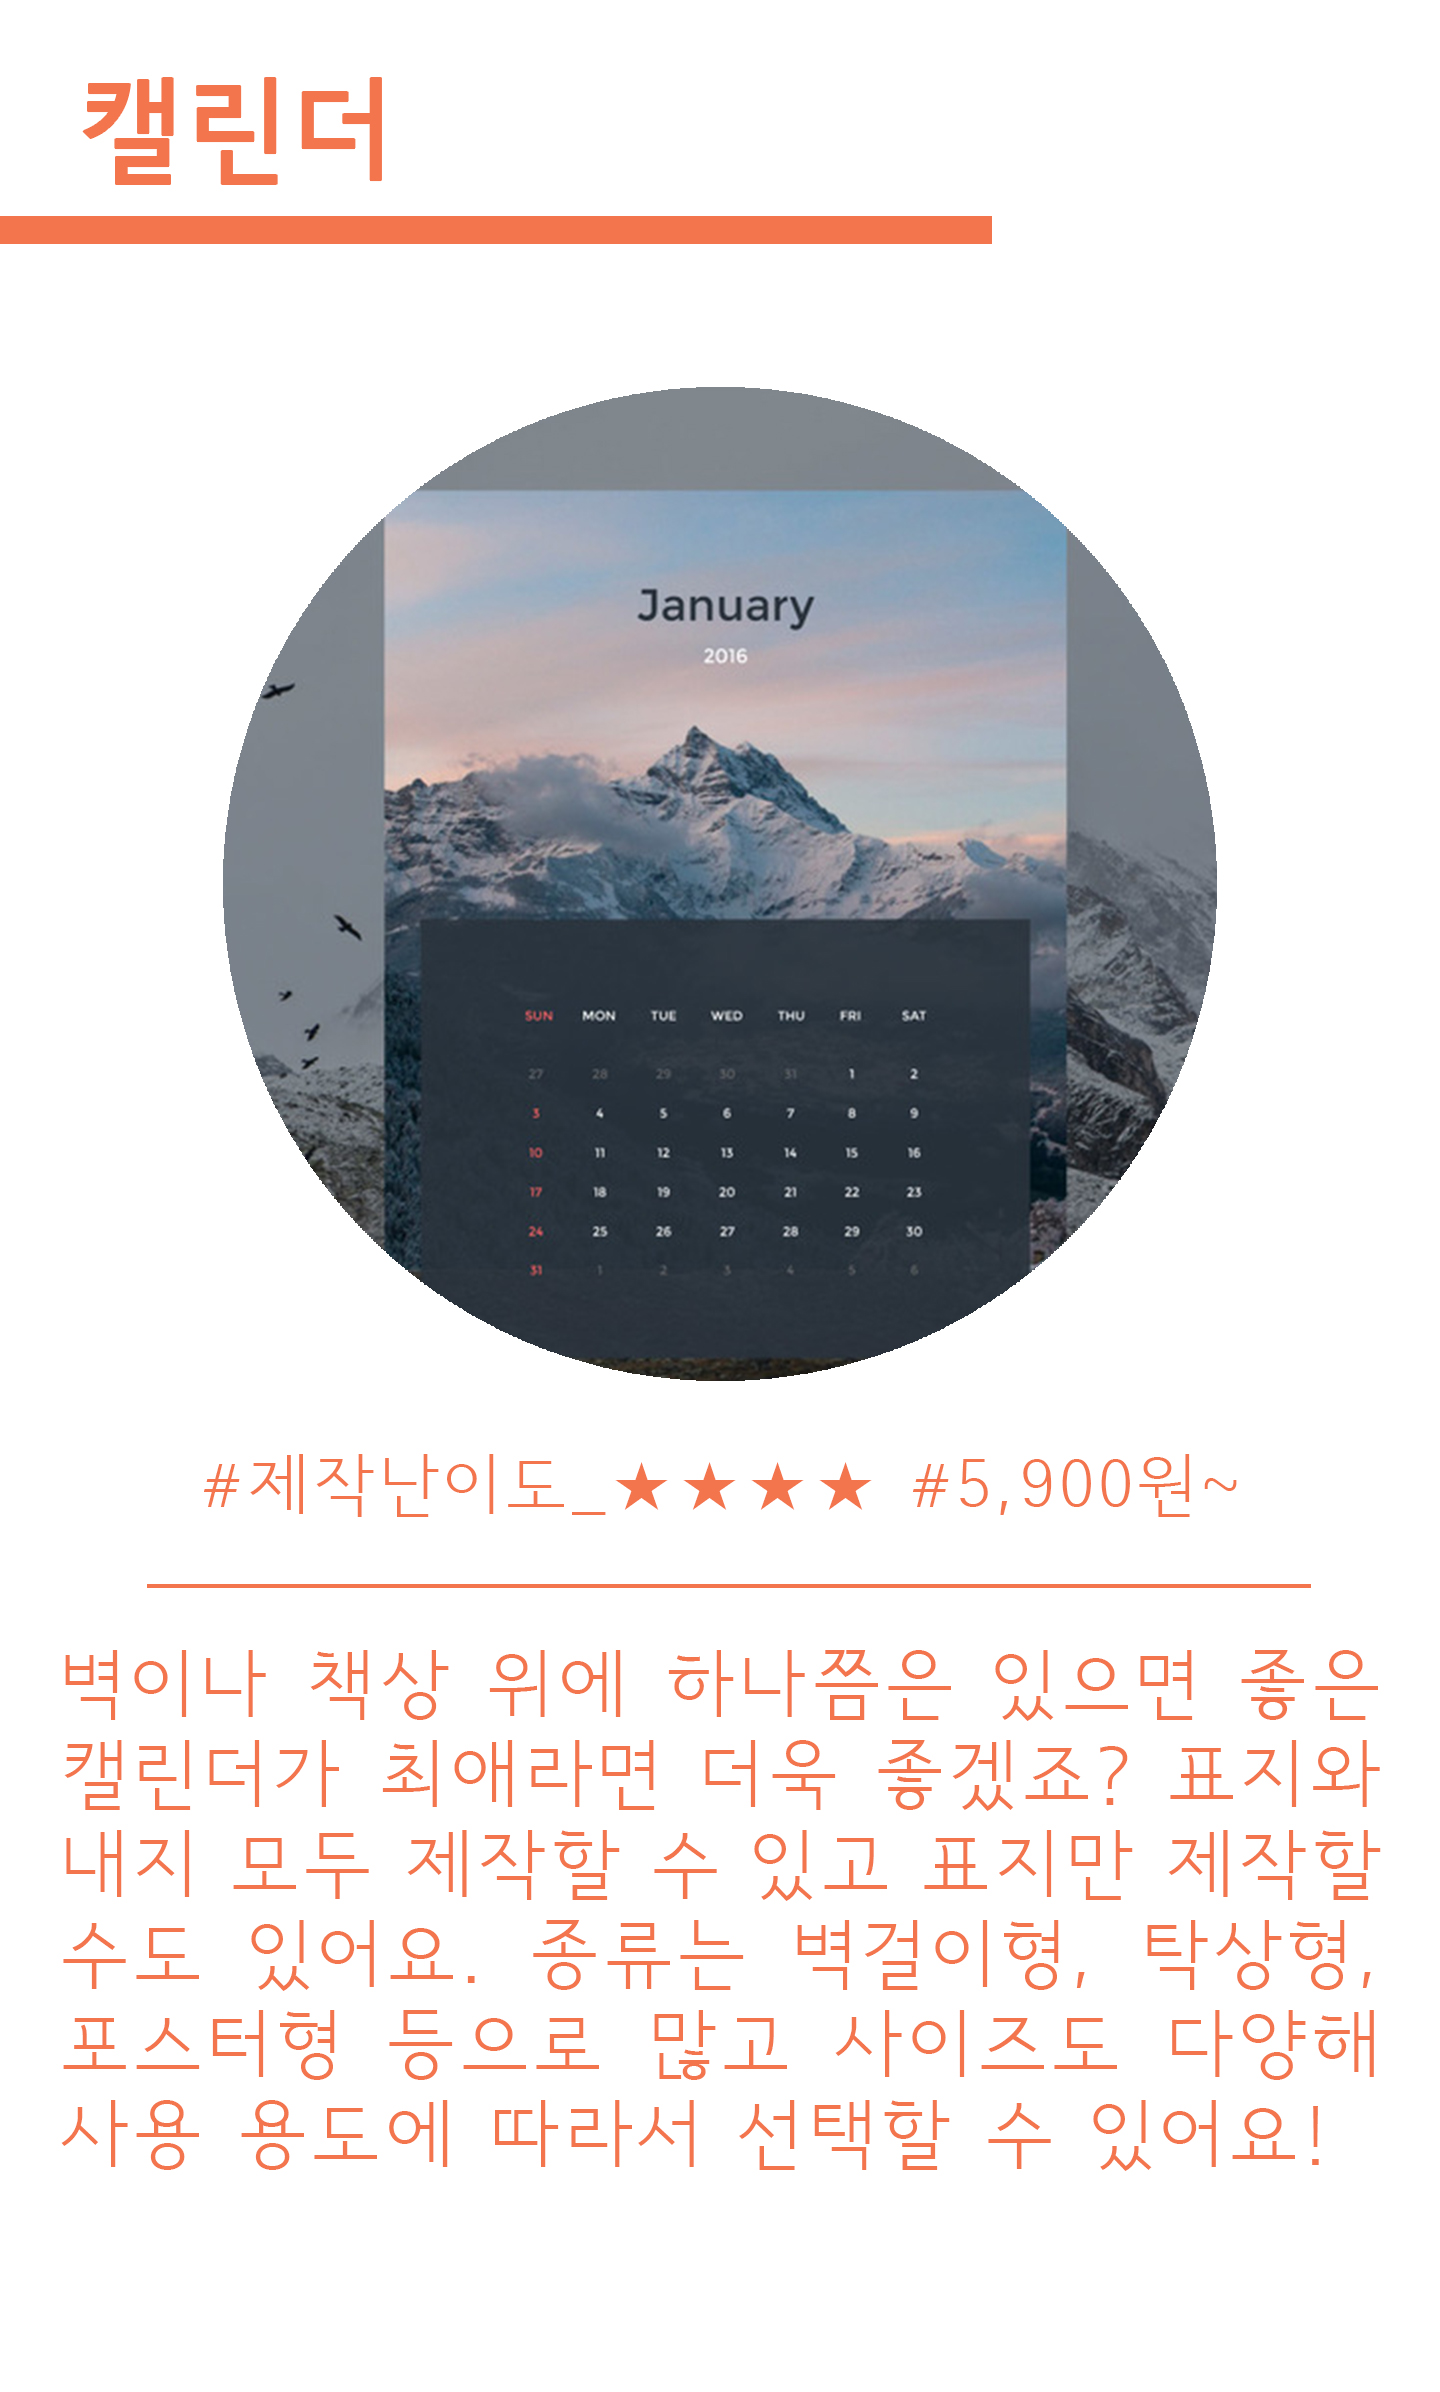 캘린더
January
2016
SUN MON TUE WED THU FRI SAT
27 28 29 30 31 1 2
3 4 5 6 7 8 9
10 11 12 13 14 15 16
17 18 19 20 21 22 23
24 25 26 27 28 29 30
31 1 2 3 4 5 6
#제작난이도_★★★★ #5,900원~
벽이나 책상 위에 하나쯤은 있으면 좋은
캘린더가 최애라면 더욱 좋겠죠? 표지와
내지 모두 제작할 수 있고 표지만 제작할
수도 있어요. 종류는 벽걸이형, 탁상형,
포스터형 등으로 많고 사이즈도 다양해
사용 용도에 따라서 선택할 수 있어요!